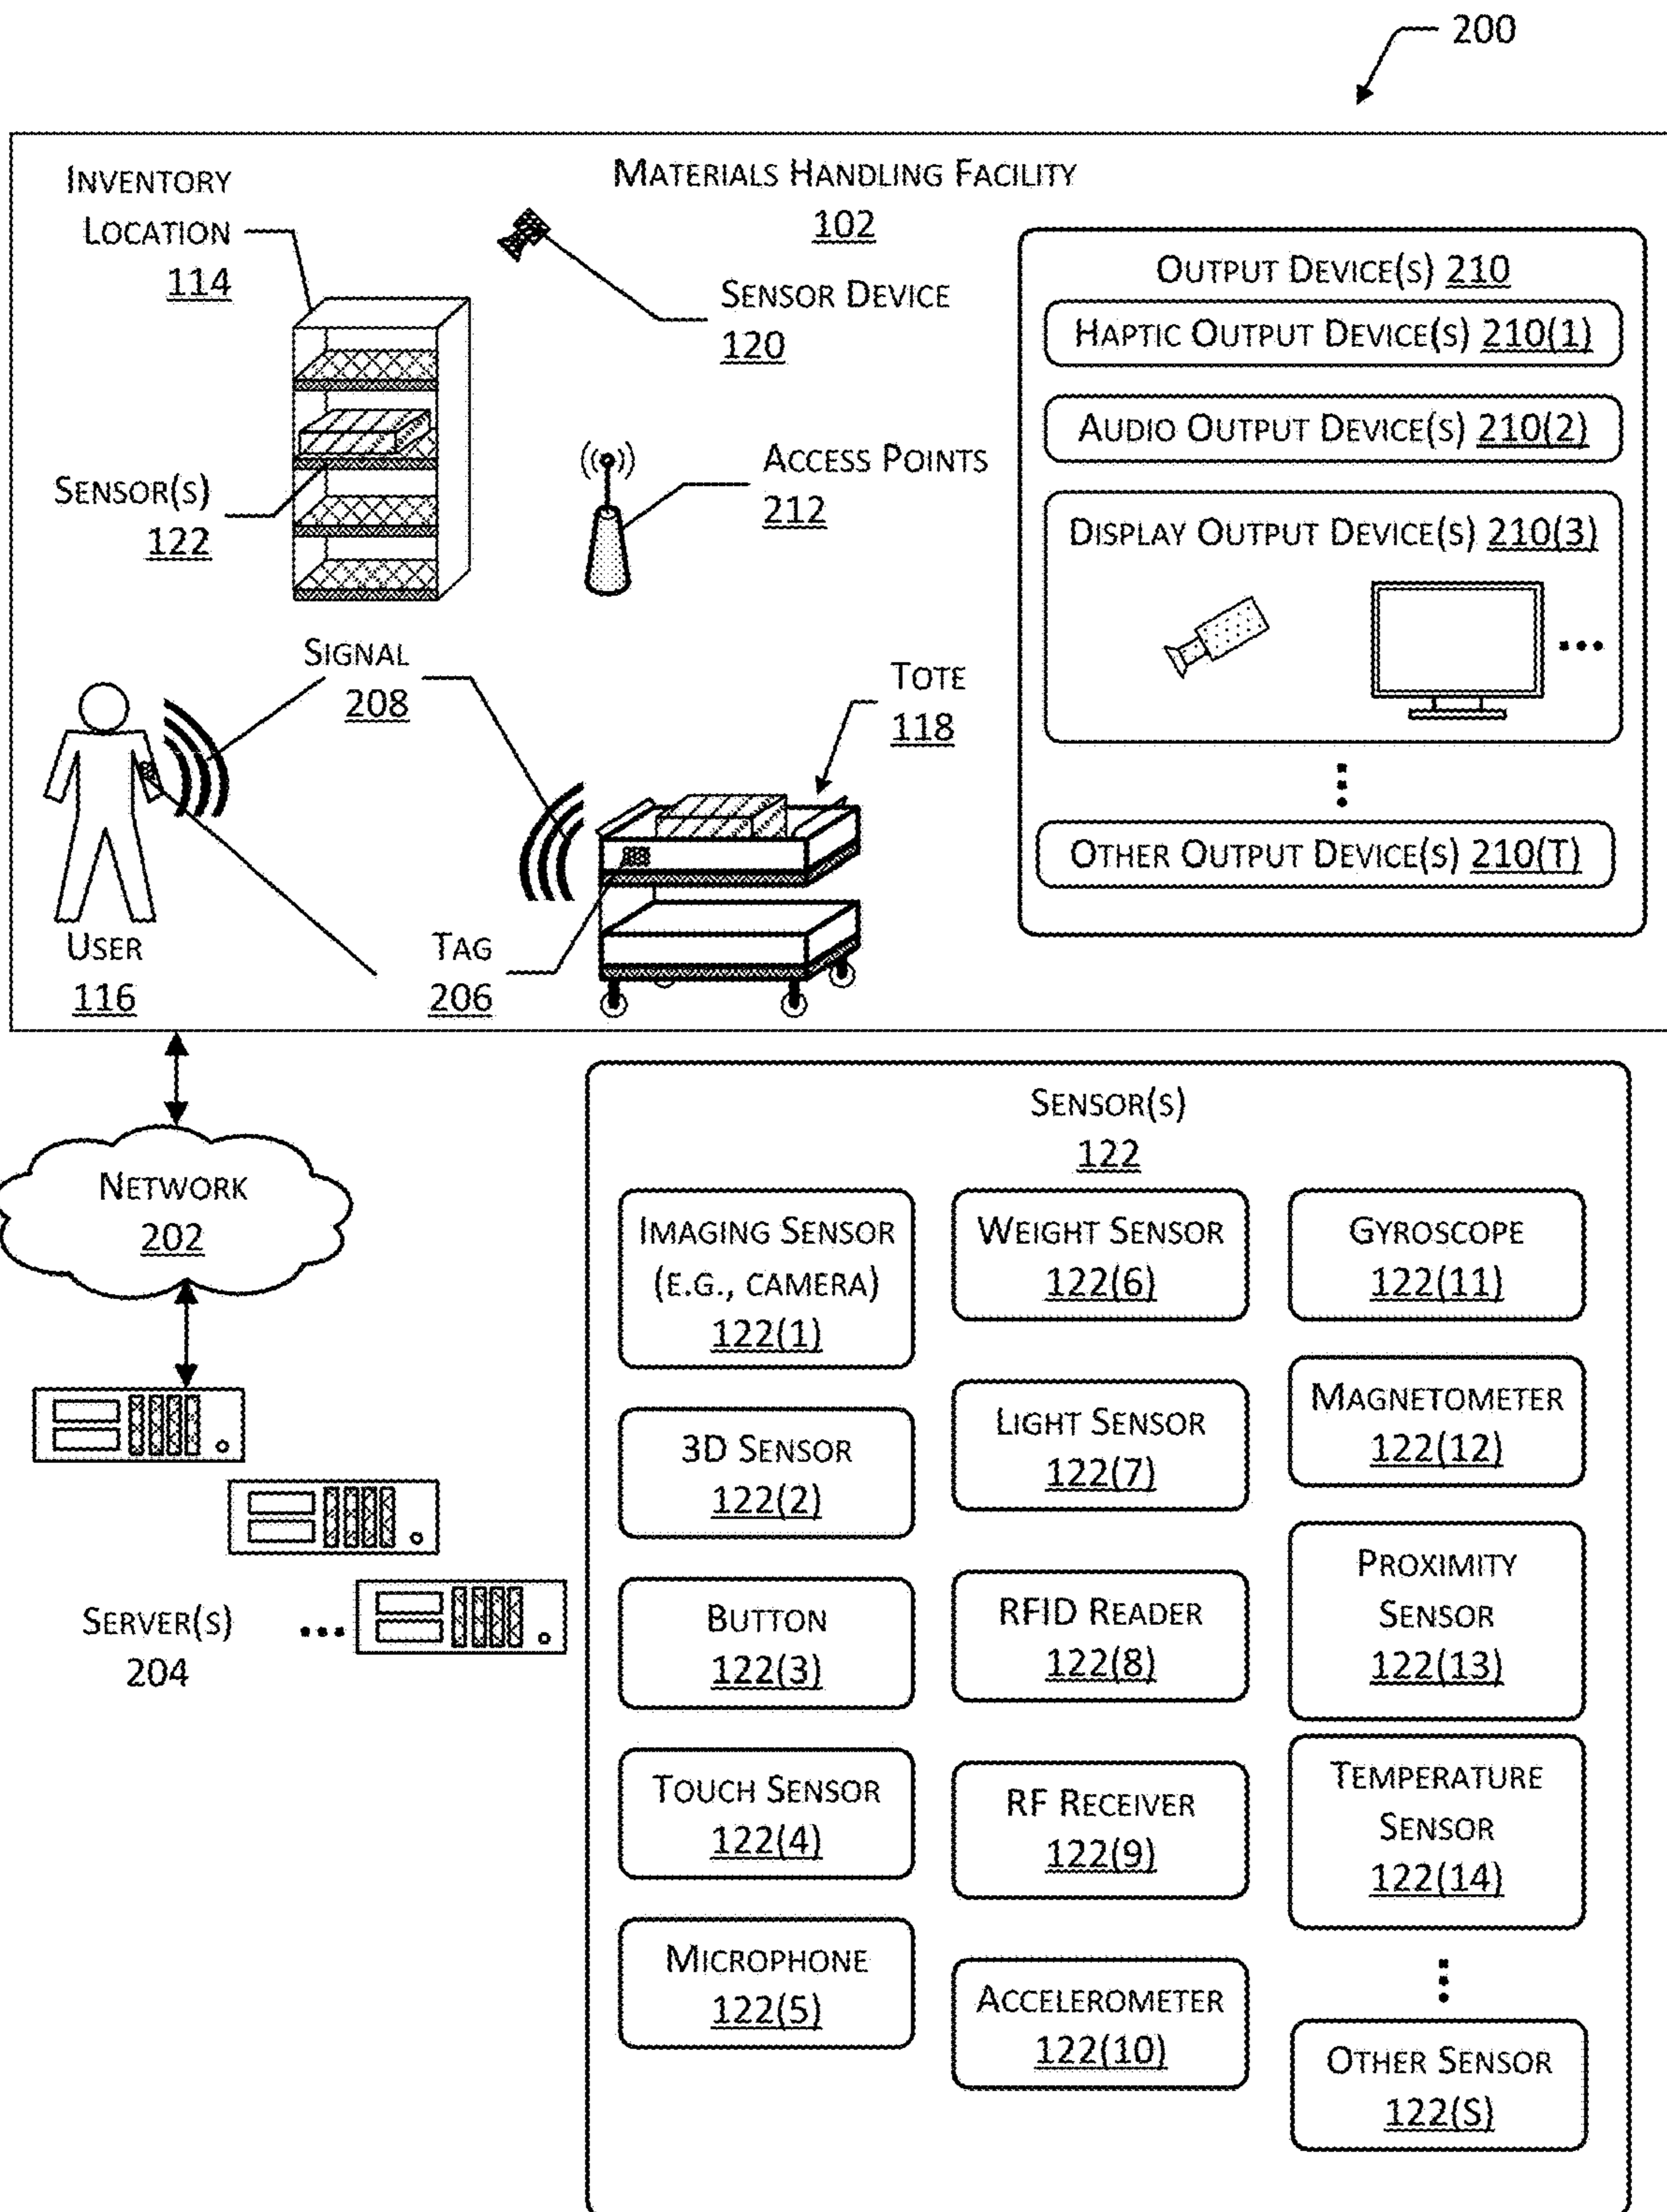 200
MATERIALS HANDLING FACILITY
102
INVENTORY
LOCATION
114
SENSOR DEVICE
120
SENSOR(S)
122
ACCESS POINTS
212
SIGNAL
208
TOTE
118
USER
116
TAG
206
OUTPUT DEVICE(S) 210
HAPTIC OUTPUT DEVICE(S) 210(1)
AUDIO OUTPUT DEVICE(S) 210(2)
DISPLAY OUTPUT DEVICE(S) 210(3)
OTHER OUTPUT DEVICE(S) 210(T)
NETWORK
202
SERVER(S)
204
SENSOR(S)
122
IMAGING SENSOR
(E.G., CAMERA)
122(1)
3D SENSOR
122(2)
BUTTON
122(3)
TOUCH SENSOR
122(4)
MICROPHONE
122(5)
WEIGHT SENSOR
122(6)
LIGHT SENSOR
122(7)
RFID READER
122(8)
RF RECEIVER
122(9)
ACCELEROMETER
122(10)
GYROSCOPE
122(11)
MAGNETOMETER
122(12)
PROXIMITY
SENSOR
122(13)
TEMPERATURE
SENSOR
122(14)
OTHER SENSOR
122(S)